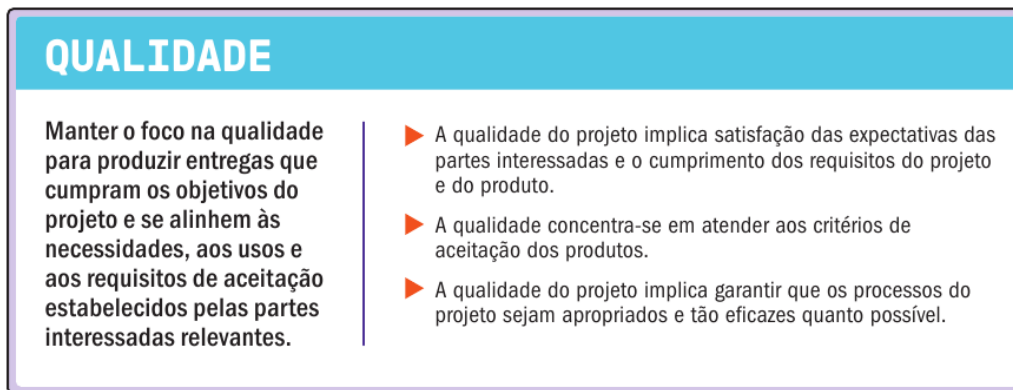 QUALIDADE
Manter o foco na qualidade
para produzir entregas que
cumpram os objetivos do
projeto e se alinhem às
necessidades, aos usos e
aos requisitos de aceitação
estabelecidos pelas partes
interessadas relevantes.
A qualidade do projeto implica satisfação das expectativas das
partes interessadas e o cumprimento dos requisitos do projeto
e do produto.
A qualidade concentra-se em atender aos critérios de
aceitação dos produtos.
A qualidade do projeto implica garantir que os processos do
projeto sejam apropriados e tão eficazes quanto possível.